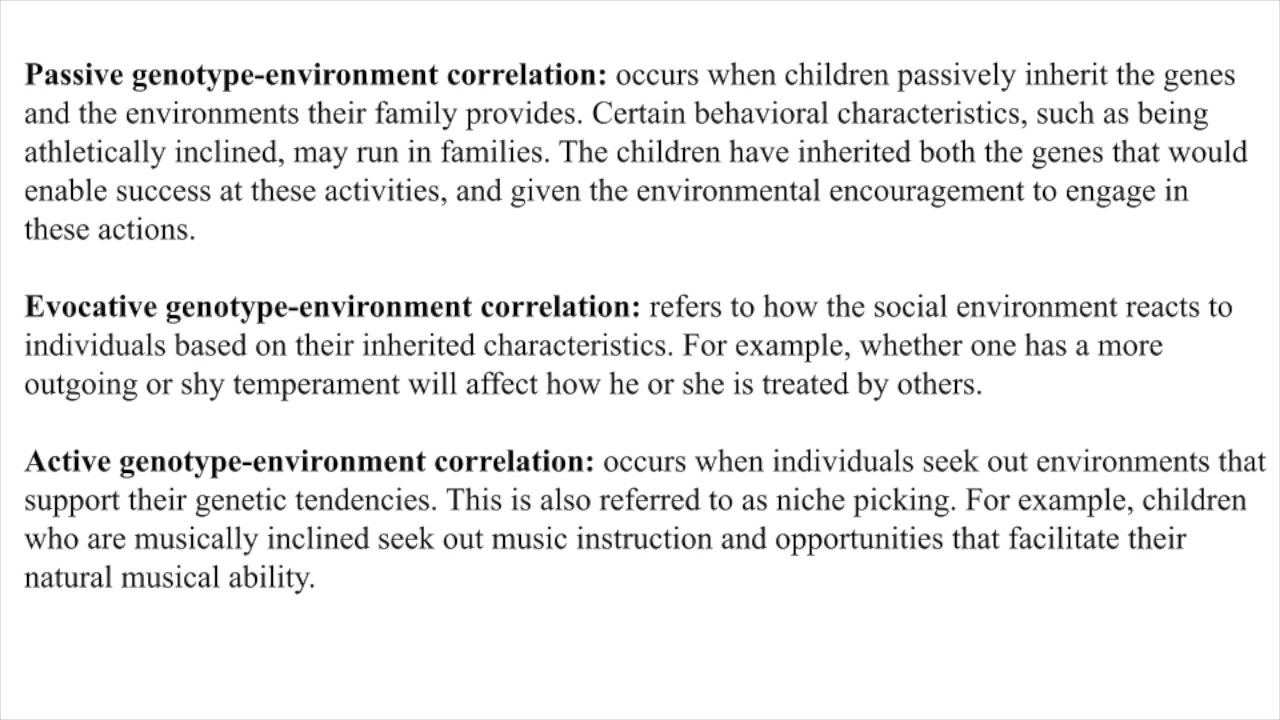 Passive genotype-environment correlation: occurs when children passively inherit the genes
and the environments their family provides. Certain behavioral characteristics, such as being
athletically inclined, may run in families. The children have inherited both the genes that would
enable success at these activities, and given the environmental encouragement to engage in
these actions.
Evocative genotype-environment correlation: refers to how the social environment reacts to
individuals based on their inherited characteristics. For example, whether one has a more
outgoing or shy temperament will affect how he or she is treated by others.
Active genotype-environment correlation: occurs when individuals seek out environments that
support their genetic tendencies. This is also referred to as niche picking. For example, children
who are musically inclined seek out music instruction and opportunities that facilitate their
natural musical ability.